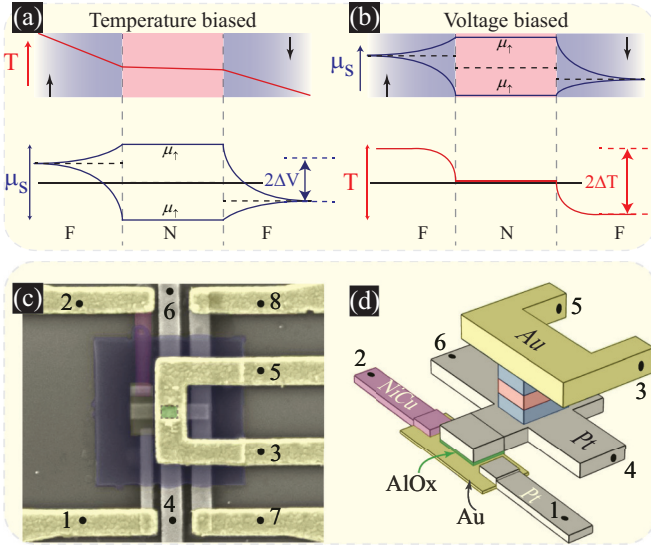 (a) Temperature biased
T
μ↑
μs
μ↑
2ΔV
F N F
(b) Voltage biased
μs
μ↑
μ↑
T
2ΔT
F N F
(c)
2 6 8
5
3
1 4 7
(d)
Au
5
6
2
NiCu
3
Pt
4
AlOx
Au
Pt
1